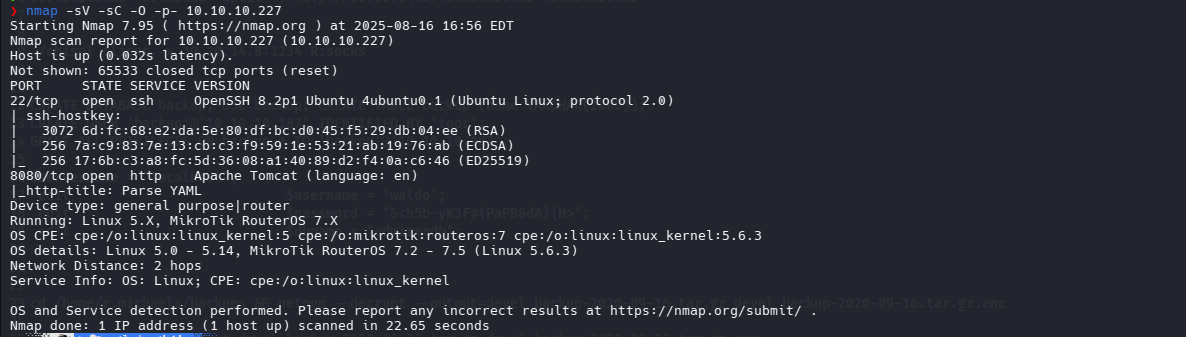 ❯ nmap -sV -sC -O -p- 10.10.10.227
Starting Nmap 7.95 ( https://nmap.org ) at 2025-08-16 16:56 EDT
Nmap scan report for 10.10.10.227 (10.10.10.227)
Host is up (0.032s latency).
Not shown: 65533 closed tcp ports (reset)
PORT     STATE SERVICE VERSION
22/tcp   open  ssh     OpenSSH 8.2p1 Ubuntu 4ubuntu0.1 (Ubuntu Linux; protocol 2.0)
| ssh-hostkey:
|   3072 6d:fc:68:e2:da:5e:80:df:bc:d0:45:f5:29:db:04:ee (RSA)
|   256 7a:c9:83:7e:13:cb:c3:f9:59:1e:53:21:ab:19:76:ab (ECDSA)
|_  256 17:6b:c3:a8:fc:5d:36:08:a1:40:89:d2:f4:0a:c6:46 (ED25519)
8080/tcp open  http    Apache Tomcat (language: en)
|_http-title: Parse YAML
$username = "waldo";
Device type: general purpose|router
Running: Linux 5.X, MikroTik RouterOS 7.X
OS CPE: cpe:/o:linux:linux_kernel:5 cpe:/o:mikrotik:routeros:7 cpe:/o:linux:linux_kernel:5.6.3
OS details: Linux 5.0 - 5.14, MikroTik RouterOS 7.2 - 7.5 (Linux 5.6.3)
Network Distance: 2 hops
Service Info: OS: Linux; CPE: cpe:/o:linux:linux_kernel
backup-2020-09-16.tar.gz.enc
OS and Service detection performed. Please report any incorrect results at https://nmap.org/submit/ .
Nmap done: 1 IP address (1 host up) scanned in 22.65 seconds